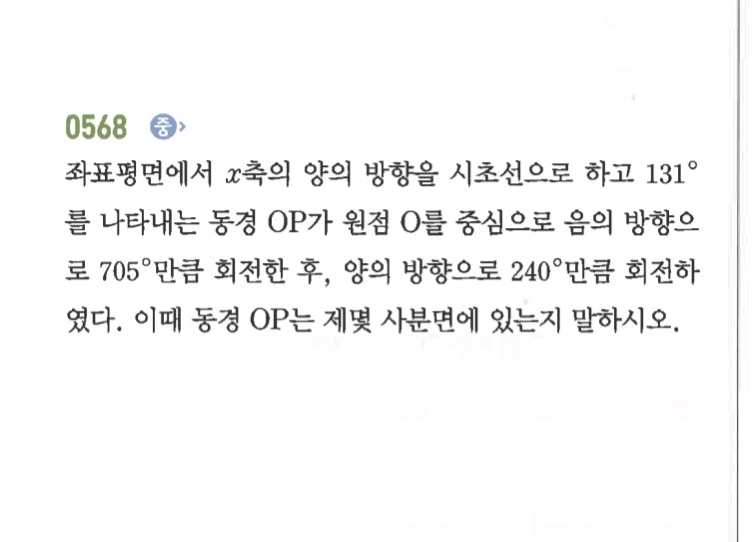 0568 중>
좌표평면에서 x축의 양의 방향을 시초선으로 하고 131°
를 나타내는 동경 OP가 원점 O를 중심으로 음의 방향으
로 705°만큼 회전한 후, 양의 방향으로 240°만큼 회전하
였다. 이때 동경 OP는 제몇 사분면에 있는지 말하시오.